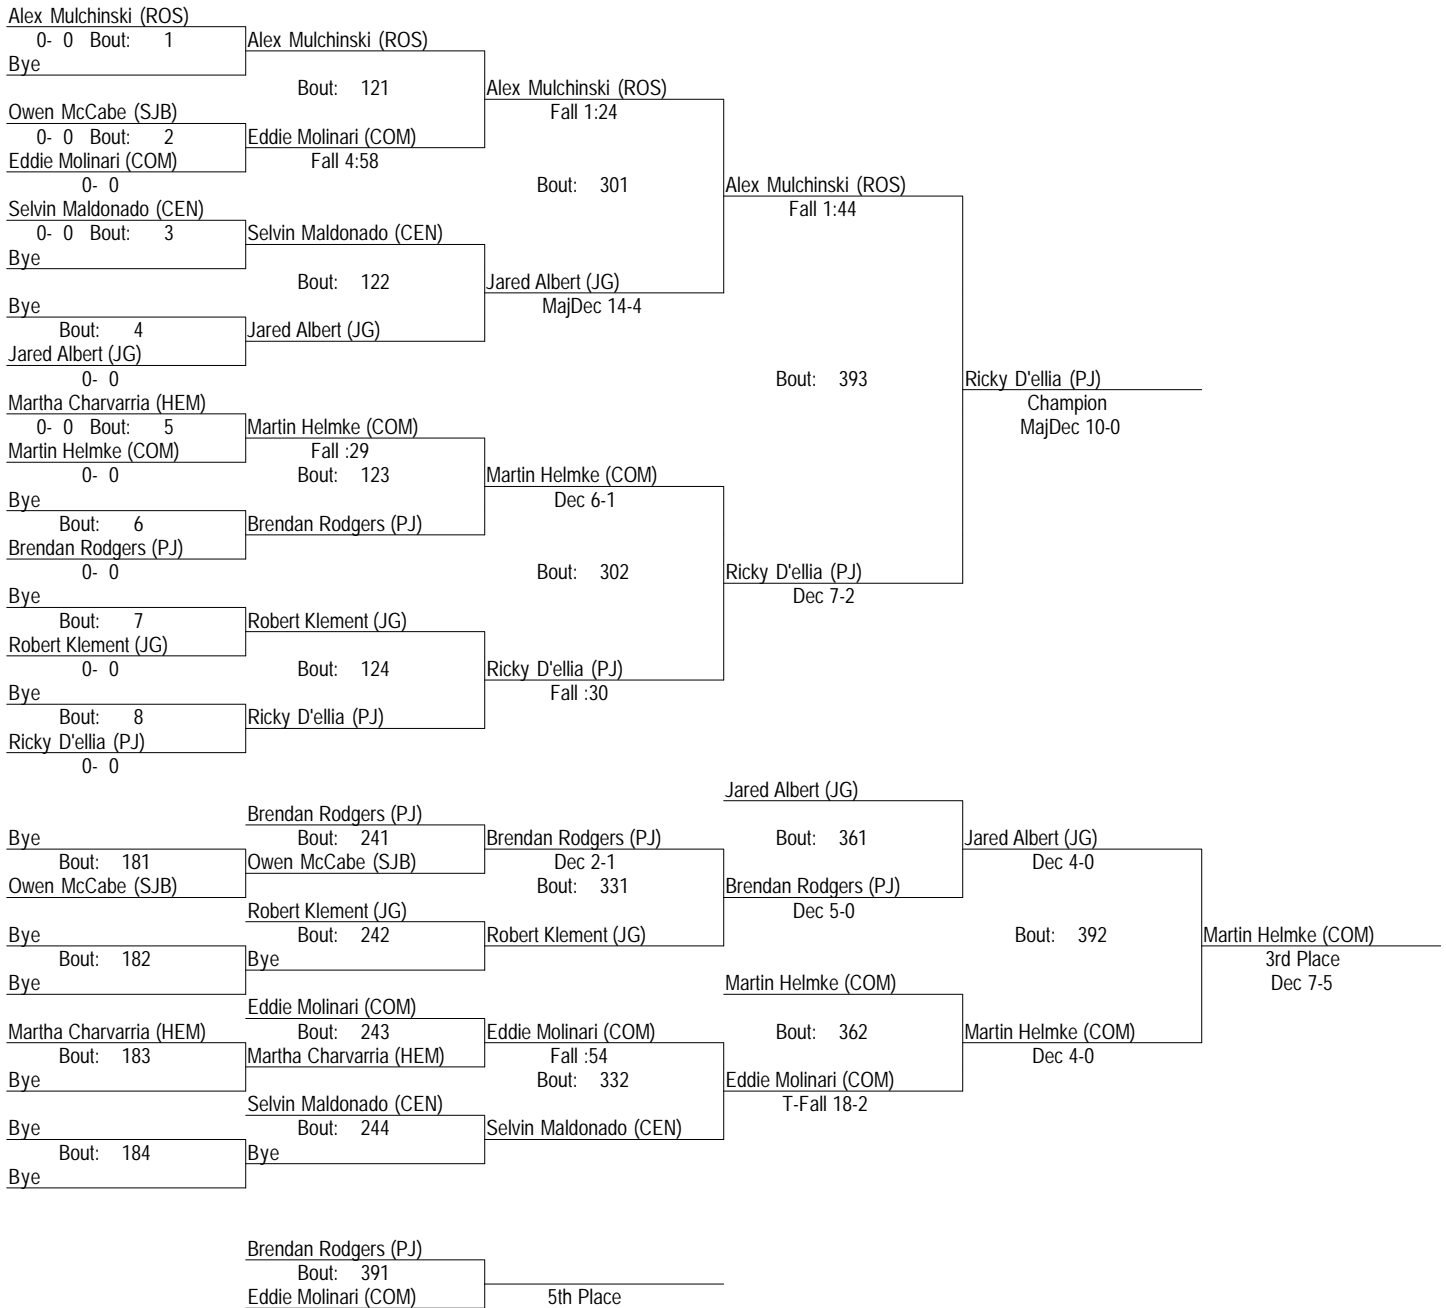 Alex Mulchinski (ROS)
0- 0 Bout: 1
Bye
Alex Mulchinski (ROS)
Bout: 121
Owen McCabe (SJB)
0- 0 Bout: 2
Eddie Molinari (COM)
0- 0
Eddie Molinari (COM)
Fall 4:58
Alex Mulchinski (ROS)
Fall 1:24
Bout: 301
Selvin Maldonado (CEN)
0- 0 Bout: 3
Bye
Selvin Maldonado (CEN)
Bout: 122
Bye
Bout: 4
Jared Albert (JG)
0- 0
Jared Albert (JG)
Jared Albert (JG)
MajDec 14-4
Alex Mulchinski (ROS)
Fall 1:44
Bout: 393
Martha Charvarria (HEM)
0- 0 Bout: 5
Martin Helmke (COM)
0- 0
Martin Helmke (COM)
Fall :29
Bout: 123
Bye
Bout: 6
Brendan Rodgers (PJ)
0- 0
Brendan Rodgers (PJ)
Martin Helmke (COM)
Dec 6-1
Bout: 302
Bye
Bout: 7
Robert Klement (JG)
0- 0
Robert Klement (JG)
Bout: 124
Bye
Bout: 8
Ricky D'ellia (PJ)
0- 0
Ricky D'ellia (PJ)
Ricky D'ellia (PJ)
Fall :30
Ricky D'ellia (PJ)
Dec 7-2
Ricky D'ellia (PJ)
Champion
MajDec 10-0
Bye
Bout: 181
Owen McCabe (SJB)
Brendan Rodgers (PJ)
Bout: 241
Owen McCabe (SJB)
Brendan Rodgers (PJ)
Dec 2-1
Bout: 331
Bye
Bout: 182
Bye
Robert Klement (JG)
Bout: 242
Bye
Robert Klement (JG)
Jared Albert (JG)
Bout: 361
Brendan Rodgers (PJ)
Dec 5-0
Jared Albert (JG)
Dec 4-0
Bout: 392
Martha Charvarria (HEM)
Bout: 183
Bye
Eddie Molinari (COM)
Bout: 243
Martha Charvarria (HEM)
Eddie Molinari (COM)
Fall :54
Bout: 332
Bye
Bout: 184
Bye
Selvin Maldonado (CEN)
Bout: 244
Bye
Selvin Maldonado (CEN)
Martin Helmke (COM)
Bout: 362
Eddie Molinari (COM)
T-Fall 18-2
Martin Helmke (COM)
Dec 4-0
Martin Helmke (COM)
3rd Place
Dec 7-5
Brendan Rodgers (PJ)
Bout: 391
Eddie Molinari (COM)
5th Place